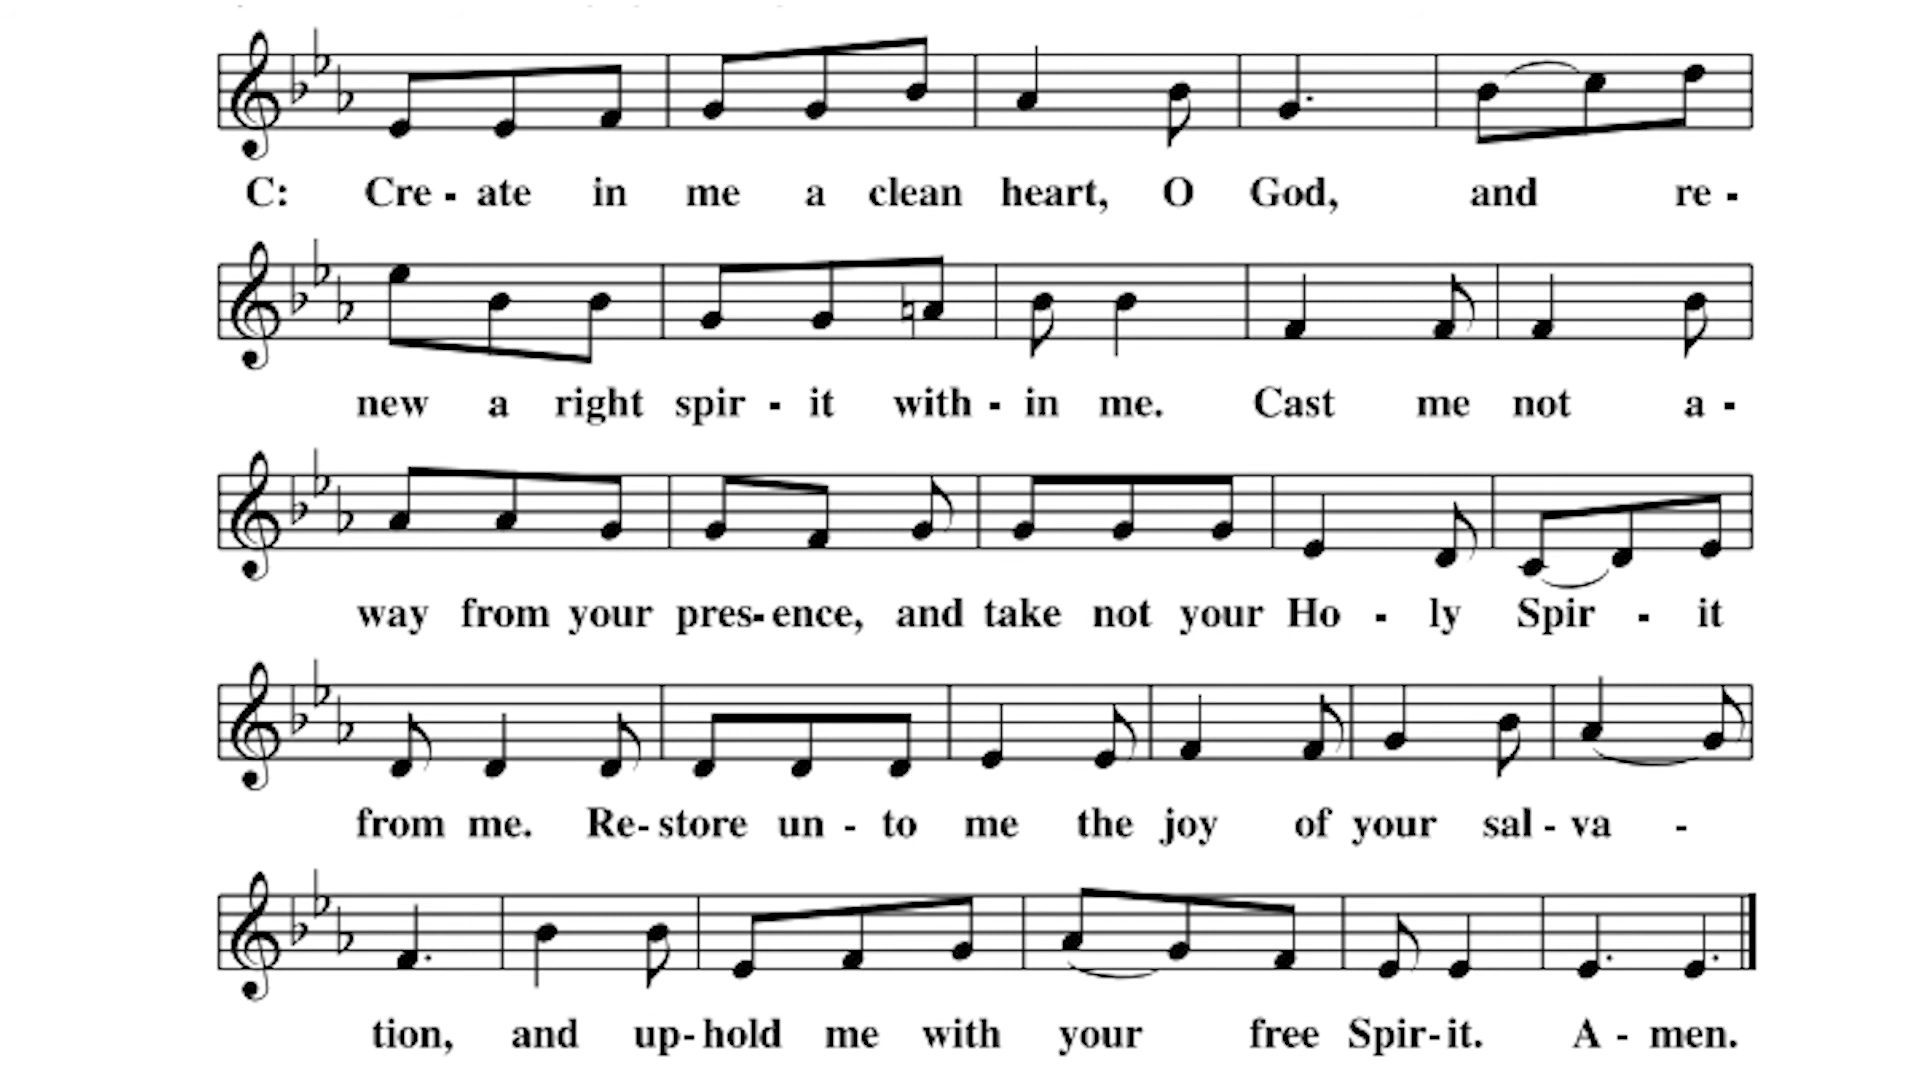 C: Cre - ate in me a clean heart, O God, and re -
new a right spir - it with - in me. Cast me not a -
way from your pres- ence, and take not your Ho - ly Spir - it
from me. Re- store un - to me the joy of your sal - va -
tion, and up- hold me with your free Spir- it. A - men.